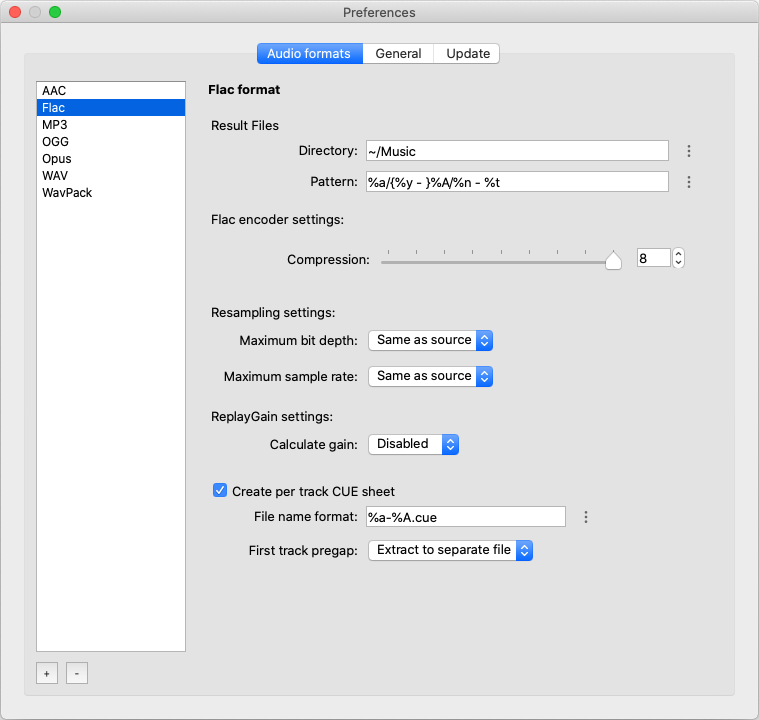 Preferences
Audio formats General Update
AAC
Flac
MP3
OGG
Opus
WAV
WavPack
+ -
Flac format
Result Files
Directory: ~/Music
Pattern: %a/{%y - }%A/%n - %t
Flac encoder settings:
Compression: 8
Resampling settings:
Maximum bit depth: Same as source
Maximum sample rate: Same as source
ReplayGain settings:
Calculate gain: Disabled
Create per track CUE sheet
File name format: %a-%A.cue
First track pregap: Extract to separate file